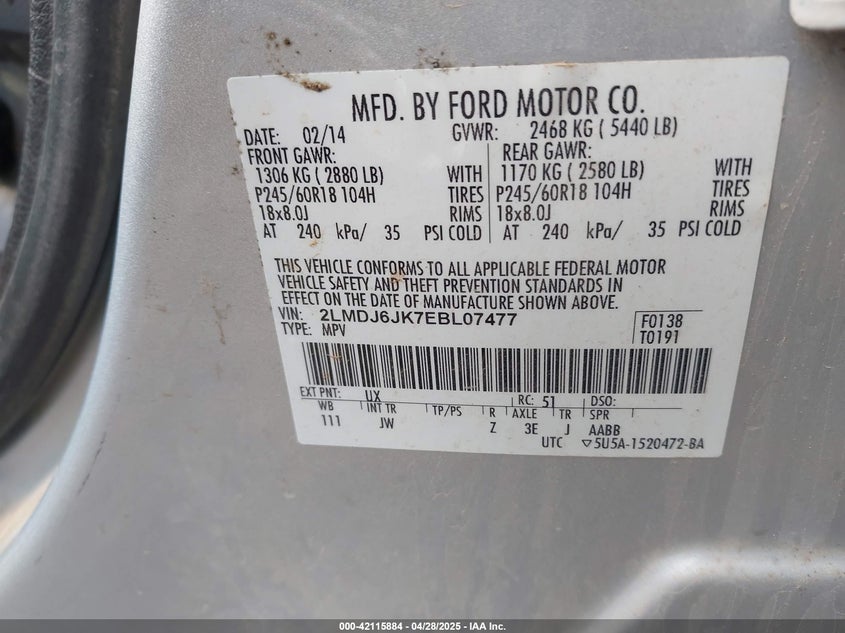 MFD. BY FORD MOTOR CO.
DATE: 02/14 GVWR: 2468 KG ( 5440 LB)
FRONT GAWR: REAR GAWR:
1306 KG ( 2880 LB) WITH 1170 KG ( 2580 LB) WITH
P245/60R18 104H TIRES P245/60R18 104H TIRES
18x8.0J RIMS 18x8.0J RIMS
AT 240 kPa/ 35 PSI COLD AT 240 kPa/ 35 PSI COLD
THIS VEHICLE CONFORMS TO ALL APPLICABLE FEDERAL MOTOR
VEHICLE SAFETY AND THEFT PREVENTION STANDARDS IN
EFFECT ON THE DATE OF MANUFACTURE SHOWN ABOVE.
VIN: 2LMDJ6JK7EBL07477 F0138
TYPE: MPV T0191
EXT PNT: UX RC: 51 DSO:
WB INT TR TP/PS R AXLE TR SPR
111 JW Z 3E J AABB
UTC ▽5U5A-1520472-BA
000-42115884 / 04/28/2025 - IAA Inc.